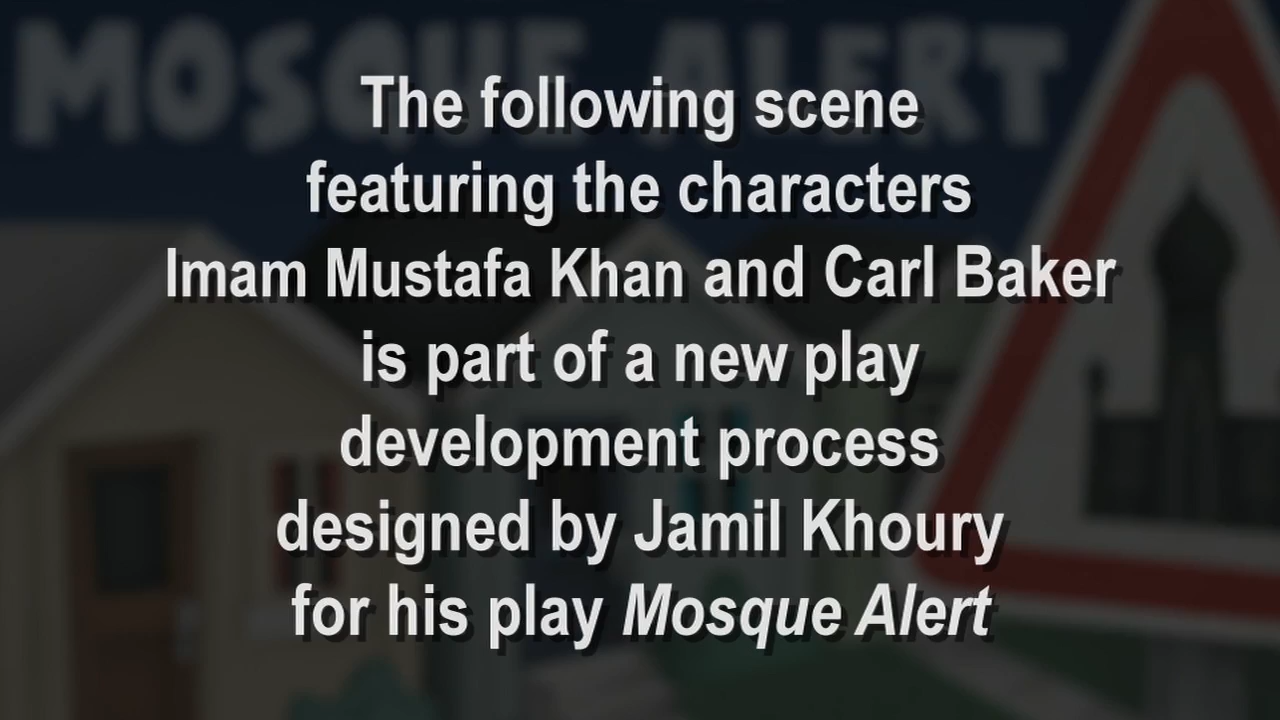 MOSQUE ALERT
The following scene
featuring the characters
Imam Mustafa Khan and Carl Baker
is part of a new play
development process
designed by Jamil Khoury
for his play Mosque Alert